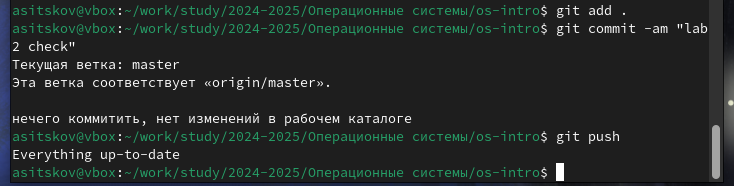 asitskov@vbox:~/work/study/2024-2025/Операционные системы/os-intro$ git add .
asitskov@vbox:~/work/study/2024-2025/Операционные системы/os-intro$ git commit -am "lab
2 check"
Текущая ветка: master
Эта ветка соответствует «origin/master».
нечего коммитить, нет изменений в рабочем каталоге
asitskov@vbox:~/work/study/2024-2025/Операционные системы/os-intro$ git push
Everything up-to-date
asitskov@vbox:~/work/study/2024-2025/Операционные системы/os-intro$